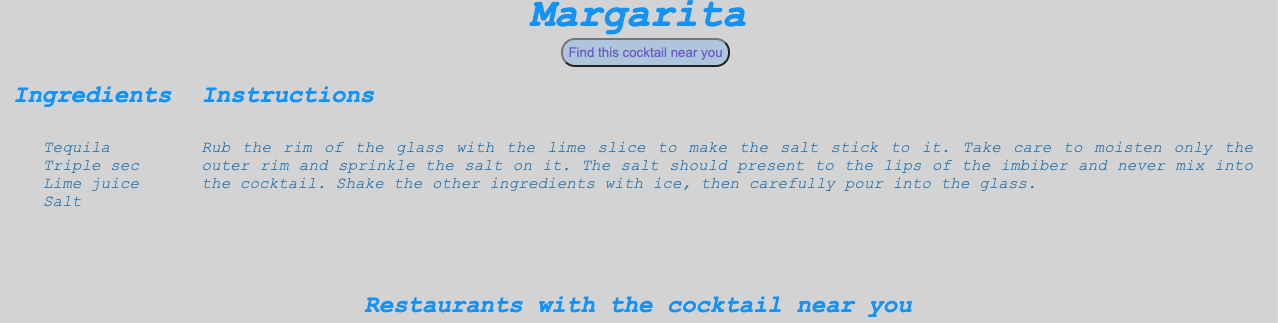 Margarita
Find this cocktail near you
Ingredients
Instructions
Tequila
Triple sec
Lime juice
Salt
Rub the rim of the glass with the lime slice to make the salt stick to it. Take care to moisten only the
outer rim and sprinkle the salt on it. The salt should present to the lips of the imbiber and never mix into
the cocktail. Shake the other ingredients with ice, then carefully pour into the glass.
Restaurants with the cocktail near you